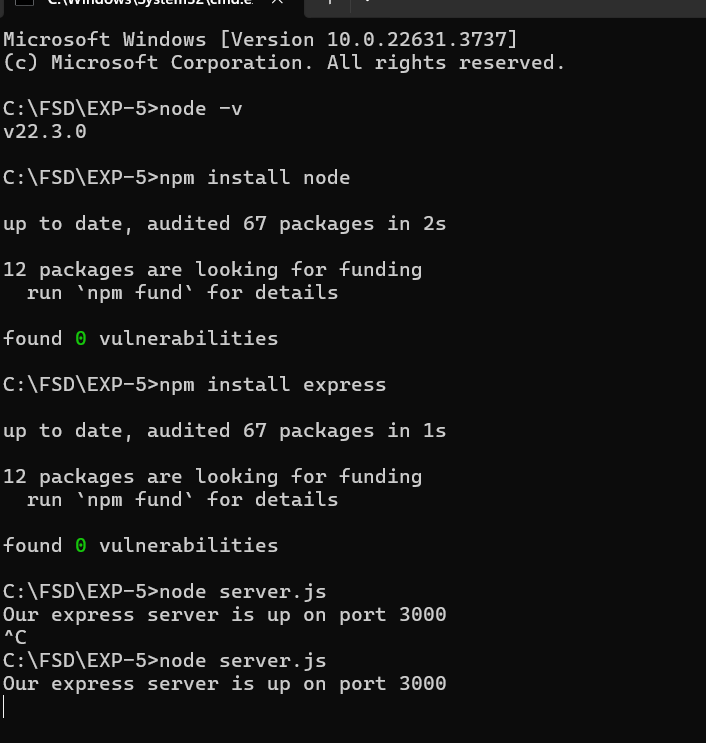 C:\Windows\System32\cmd.e
Microsoft Windows [Version 10.0.22631.3737]
(c) Microsoft Corporation. All rights reserved.
C:\FSD\EXP-5>node -v
v22.3.0
C:\FSD\EXP-5>npm install node
up to date, audited 67 packages in 2s
12 packages are looking for funding
  run `npm fund` for details
found 0 vulnerabilities
C:\FSD\EXP-5>npm install express
up to date, audited 67 packages in 1s
12 packages are looking for funding
  run `npm fund` for details
found 0 vulnerabilities
C:\FSD\EXP-5>node server.js
Our express server is up on port 3000
^C
C:\FSD\EXP-5>node server.js
Our express server is up on port 3000